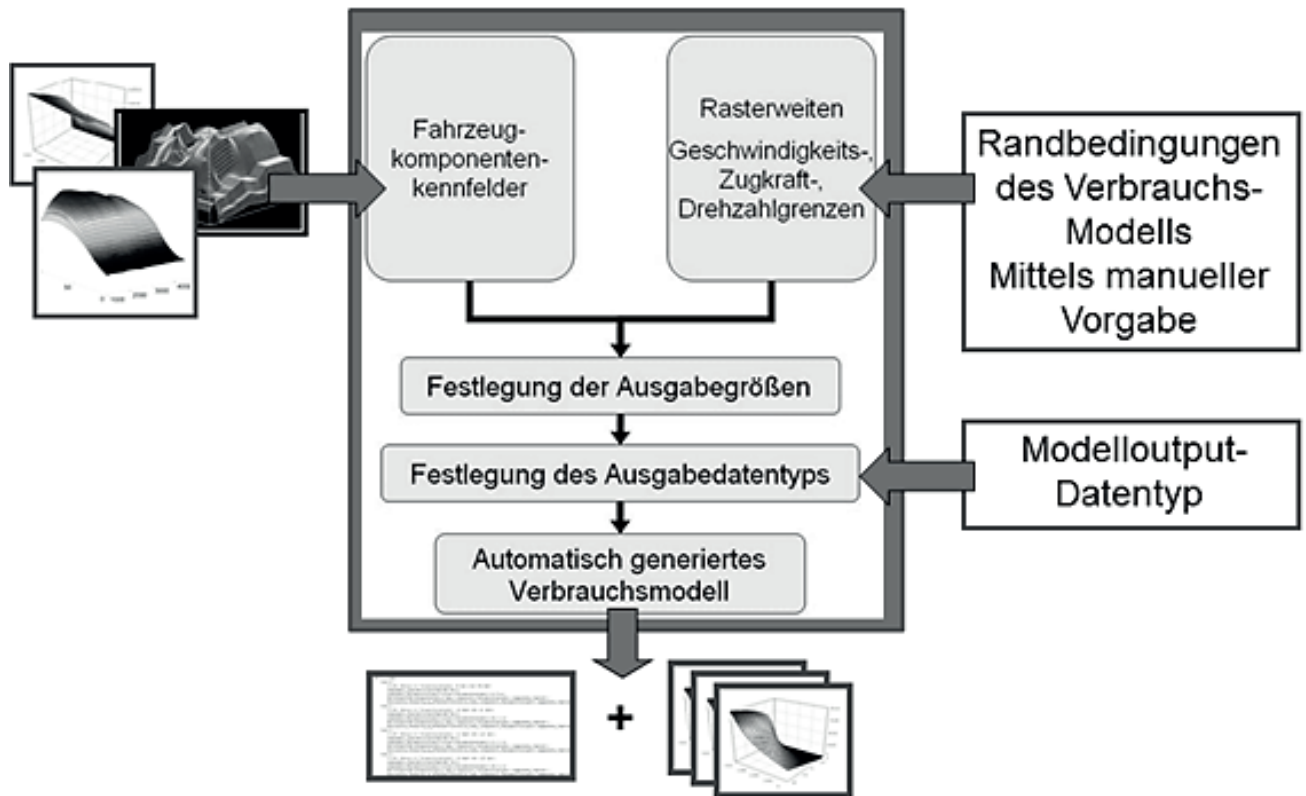 Fahrzeug-
komponenten-
kennfelder
Rasterweiten
Geschwindigkeits-,
Zugkraft-,
Drehzahlgrenzen
Randbedingungen
des Verbrauchs-
Modells
Mittels manueller
Vorgabe
Festlegung der Ausgabegrößen
Festlegung des Ausgabedatentyps
Modelloutput-
Datentyp
Automatisch generiertes
Verbrauchsmodell
+